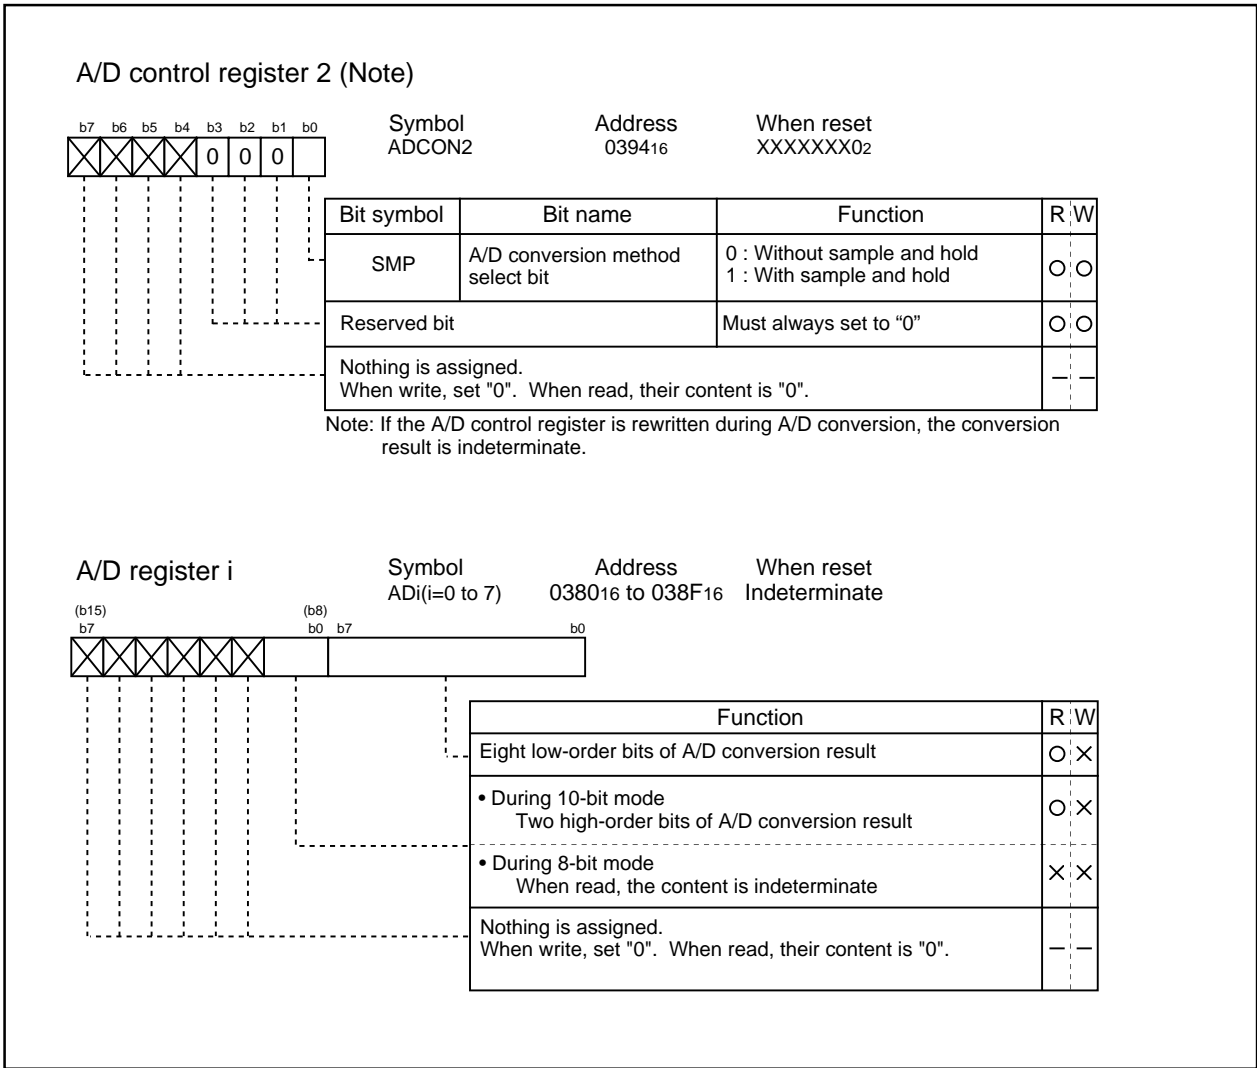 A/D control register 2 (Note)
Symbol Address When reset
ADCON2 039416 XXXXXXX02
b7 b6 b5 b4 b3 b2 b1 b0
0 0 0
Bit symbol Bit name Function R W
SMP A/D conversion method select bit 0 : Without sample and hold
1 : With sample and hold
Reserved bit Must always set to “0”
Nothing is assigned.
When write, set "0". When read, their content is "0".
Note: If the A/D control register is rewritten during A/D conversion, the conversion
result is indeterminate.
A/D register i
Symbol Address When reset
ADi(i=0 to 7) 038016 to 038F16 Indeterminate
(b15) (b8)
b7 b0 b7 b0
Function R W
Eight low-order bits of A/D conversion result
• During 10-bit mode
Two high-order bits of A/D conversion result
• During 8-bit mode
When read, the content is indeterminate
Nothing is assigned.
When write, set "0". When read, their content is "0".